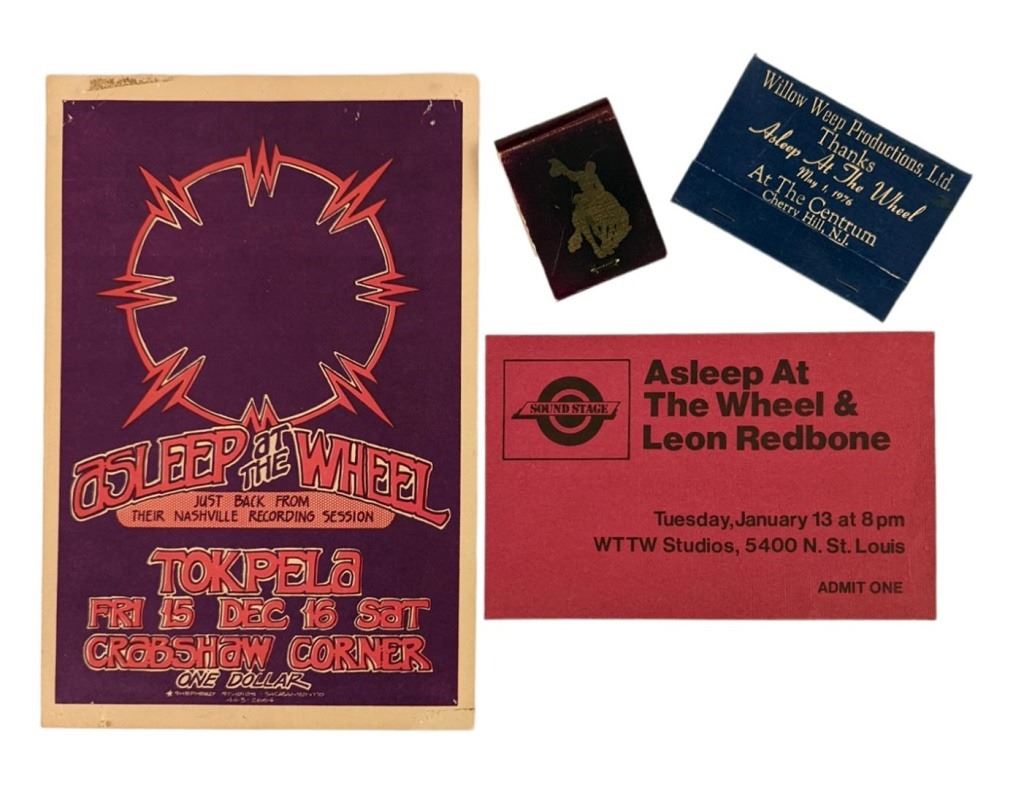 ASLEEP AT THE WHEEL
JUST BACK FROM
THEIR NASHVILLE RECORDING SESSION
TOKPELA
FRI 15 DEC 16 SAT
CRABSHAW CORNER
ONE DOLLAR
Willow Weep Productions, Ltd.
Thanks
Asleep At The Wheel
May 1, 1976
At The Centrum
Cherry Hill, N.J.
SOUND STAGE
Asleep At
The Wheel &
Leon Redbone
Tuesday, January 13 at 8 pm
WTTW Studios, 5400 N. St. Louis
ADMIT ONE